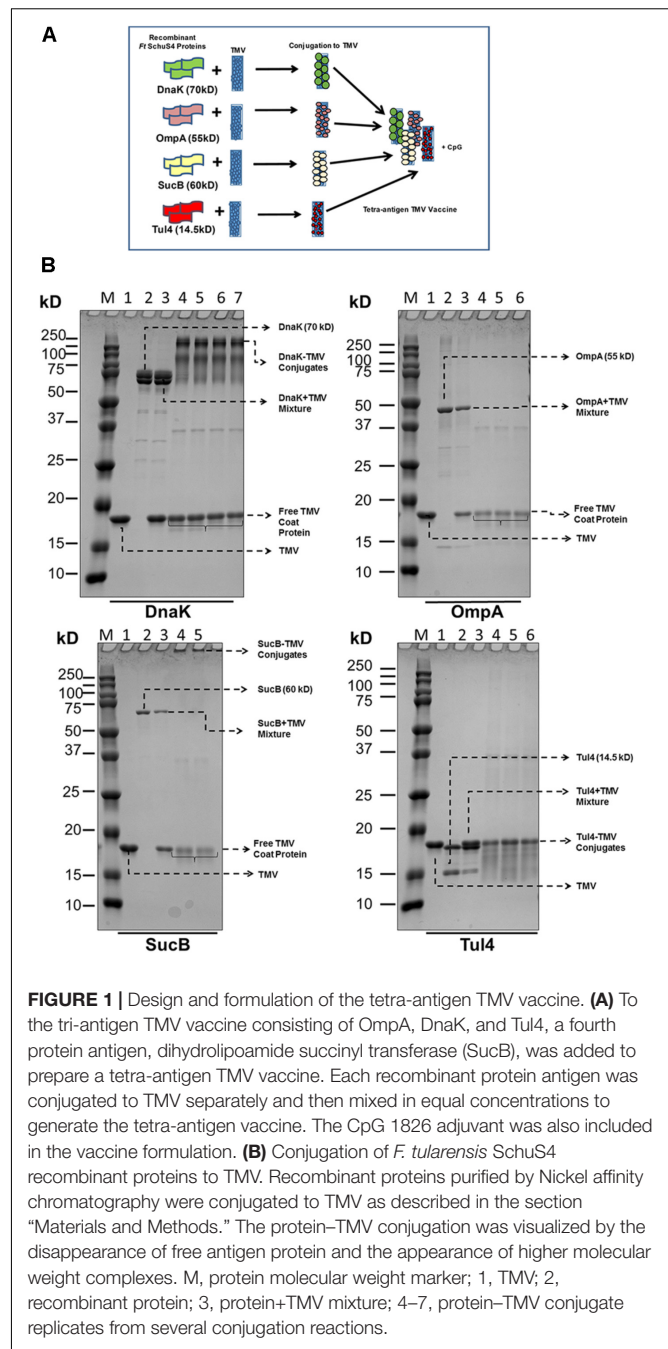 A
Recombinant
Ft SchuS4 Proteins
TMV
Conjugation to TMV
DnaK (70kD)
OmpA (55kD)
SucB (60kD)
Tul4 (14.5kD)
+
+
+
+
+ CpG
Tetra-antigen TMV Vaccine
B
kD
M 1 2 3 4 5 6 7
250
100
75
50
37
25
20
15
10
DnaK (70 kD)
DnaK-TMV
Conjugates
DnaK+TMV
Mixture
Free TMV
Coat
Protein
TMV
DnaK
kD
M 1 2 3 4 5 6
250
100
75
50
37
25
20
15
10
OmpA (55 kD)
OmpA+TMV
Mixture
Free TMV
Coat Protein
TMV
OmpA
kD
M 1 2 3 4 5
250
100
75
50
37
25
20
15
10
SucB-TMV
Conjugates
SucB (60 kD)
SucB+TMV
Mixture
Free TMV
Coat Protein
TMV
SucB
kD
M 1 2 3 4 5 6
250
100
75
50
37
25
20
15
10
Tul4 (14.5 kD)
Tul4+TMV
Mixture
Tul4-TMV
Conjugates
TMV
Tul4
FIGURE 1 | Design and formulation of the tetra-antigen TMV vaccine. (A) To
the tri-antigen TMV vaccine consisting of OmpA, DnaK, and Tul4, a fourth
protein antigen, dihydrolipoamide succinyl transferase (SucB), was added to
prepare a tetra-antigen TMV vaccine. Each recombinant protein antigen was
conjugated to TMV separately and then mixed in equal concentrations to
generate the tetra-antigen vaccine. The CpG 1826 adjuvant was also included
in the vaccine formulation. (B) Conjugation of F. tularensis SchuS4
recombinant proteins to TMV. Recombinant proteins purified by Nickel affinity
chromatography were conjugated to TMV as described in the section
“Materials and Methods.” The protein–TMV conjugation was visualized by the
disappearance of free antigen protein and the appearance of higher molecular
weight complexes. M, protein molecular weight marker; 1, TMV; 2,
recombinant protein; 3, protein+TMV mixture; 4–7, protein–TMV conjugate
replicates from several conjugation reactions.